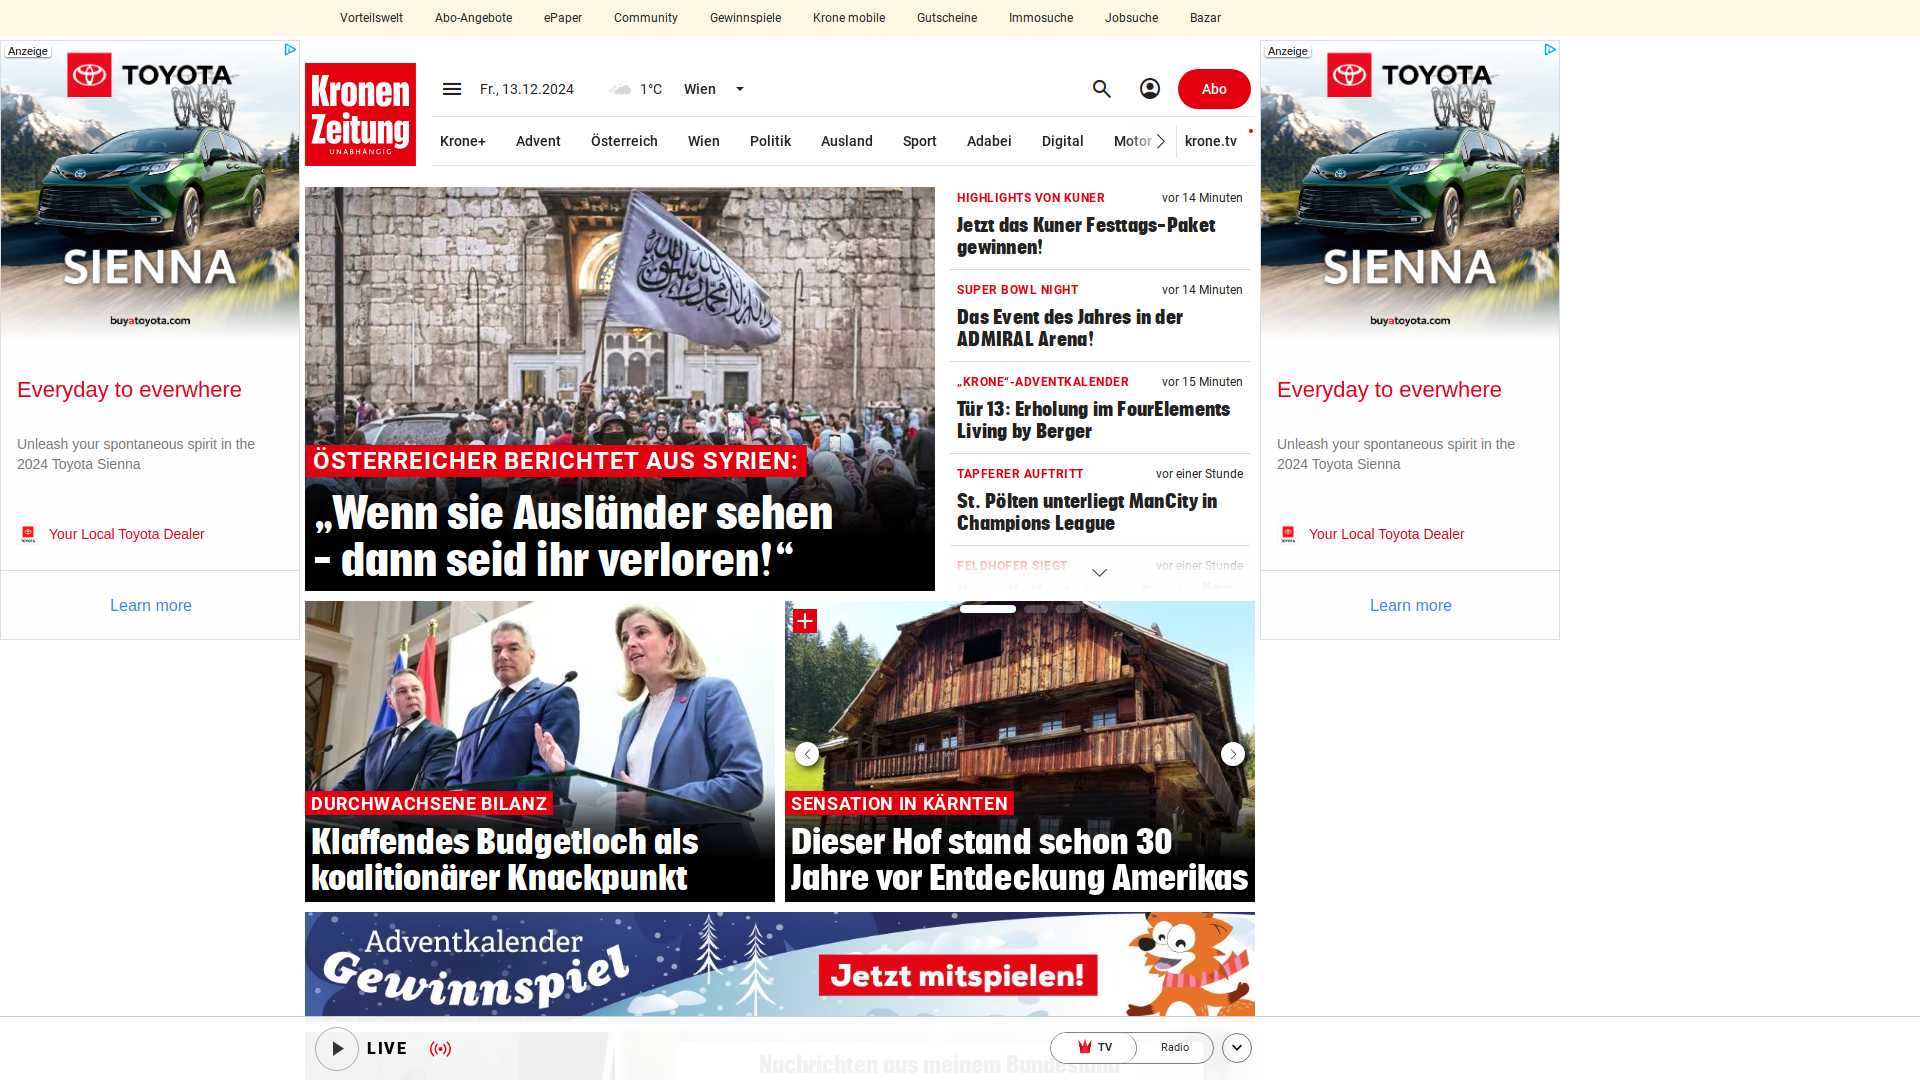 Vorteilswelt
Abo-Angebote
ePaper
Community
Gewinnspiele
Krone mobile
Gutscheine
Immosuche
Jobsuche
Bazar
Anzeige
TOYOTA
SIENNA
buyatoyota.com
Everyday to everwhere
Unleash your spontaneous spirit in the
2024 Toyota Sienna
Your Local Toyota Dealer
Learn more
Kronen
Zeitung
UNABHÄNGIG
Fr., 13.12.2024
1°C
Wien
Abo
Krone+
Advent
Österreich
Wien
Politik
Ausland
Sport
Adabei
Digital
Motor
krone.tv
ÖSTERREICHER BERICHTET AUS SYRIEN:
„Wenn sie Ausländer sehen
– dann seid ihr verloren!“
HIGHLIGHTS VON KUNER
vor 14 Minuten
Jetzt das Kuner Festtags-Paket
gewinnen!
SUPER BOWL NIGHT
vor 14 Minuten
Das Event des Jahres in der
ADMIRAL Arena!
„KRONE“-ADVENTKALENDER
vor 15 Minuten
Tür 13: Erholung im FourElements
Living by Berger
TAPFERER AUFTRITT
vor einer Stunde
St. Pölten unterliegt ManCity in
Champions League
FELDHOFER SIEGT
vor einer Stunde
DURCHWACHSENE BILANZ
Klaffendes Budgetloch als
koalitionärer Knackpunkt
SENSATION IN KÄRNTEN
Dieser Hof stand schon 30
Jahre vor Entdeckung Amerikas
Adventkalender
Gewinnspiel
Jetzt mitspielen!
LIVE
Nachrichten aus meinem Bundesland
TV
Radio
Anzeige
TOYOTA
SIENNA
buyatoyota.com
Everyday to everwhere
Unleash your spontaneous spirit in the
2024 Toyota Sienna
Your Local Toyota Dealer
Learn more